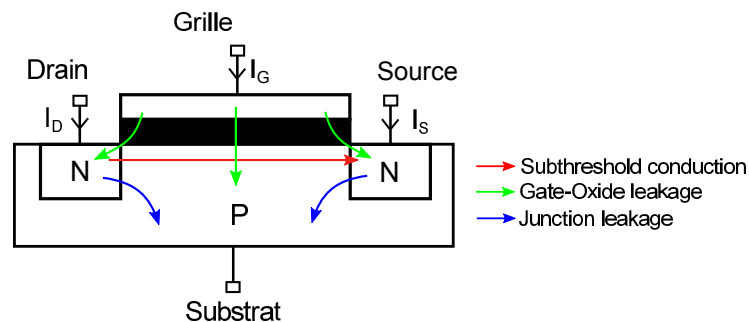 Grille
Drain
Source
I_G
I_D
I_S
N
N
P
Subthreshold conduction
Gate-Oxide leakage
Junction leakage
Substrat